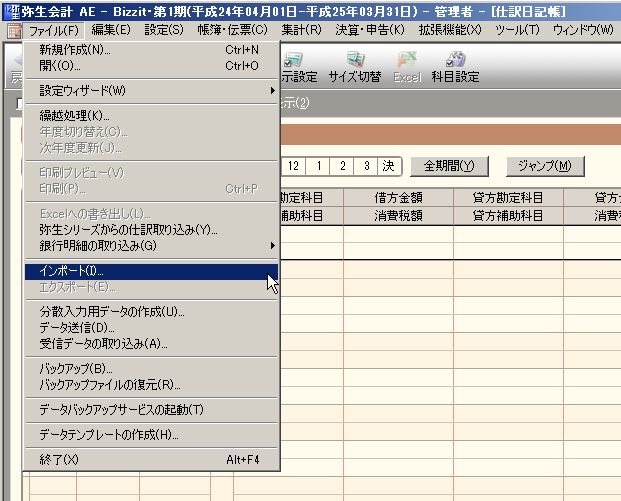 弥生会計 AE - Bizzit・第1期(平成24年04月01日-平成25年03月31日) - 管理者 - [仕訳日記帳]
ファイル(F) 編集(E) 設定(S) 帳簿・伝票(C) 集計(R) 決算・申告(K) 拡張機能(X) ツール(T) ウィンドウ(W)
新規作成(N)... Ctrl+N
開く(O)... Ctrl+O
示設定 サイズ切替 Excel 科目設定
設定ウィザード(W)
示(2)
繰越処理(K)...
年度切り替え(C)...
次年度更新(J)...
印刷プレビュー(V)
印刷(P)... Ctrl+P
12 1 2 3 決 全期間(Y) ジャンプ(M)
勘定科目 借方金額 貸方勘定科目 貸方
補助科目 消費税額 貸方補助科目 消費
Excelへの書き出し(L)...
弥生シリーズからの仕訳取り込み(Y)...
銀行明細の取り込み(G)
インポート(I)...
エクスポート(E)...
分散入力用データの作成(U)...
データ送信(D)...
受信データの取り込み(A)...
バックアップ(B)...
バックアップファイルの復元(R)...
データバックアップサービスの起動(T)
データテンプレートの作成(H)...
終了(X) Alt+F4